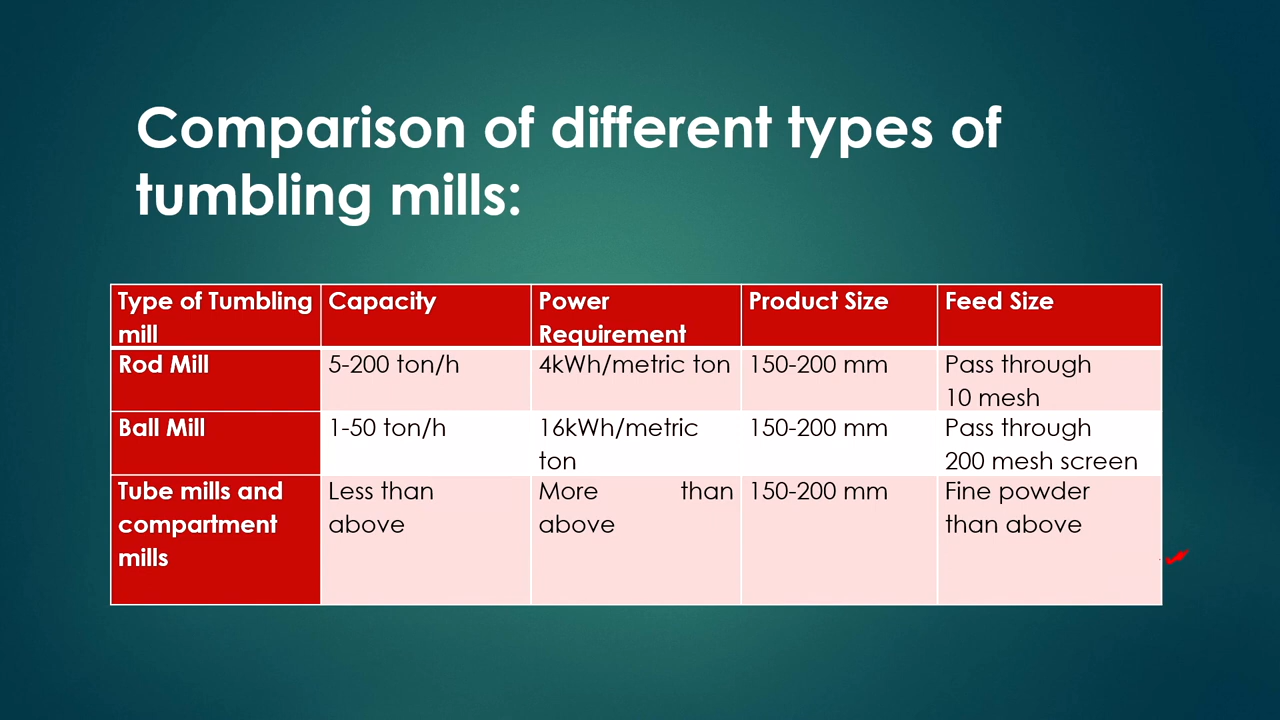 Comparison of different types of
tumbling mills:
Type of Tumbling mill | Capacity | Power Requirement | Product Size | Feed Size
Rod Mill | 5-200 ton/h | 4kWh/metric ton | 150-200 mm | Pass through 10 mesh
Ball Mill | 1-50 ton/h | 16kWh/metric ton | 150-200 mm | Pass through 200 mesh screen
Tube mills and compartment mills | Less than above | More than above | 150-200 mm | Fine powder than above